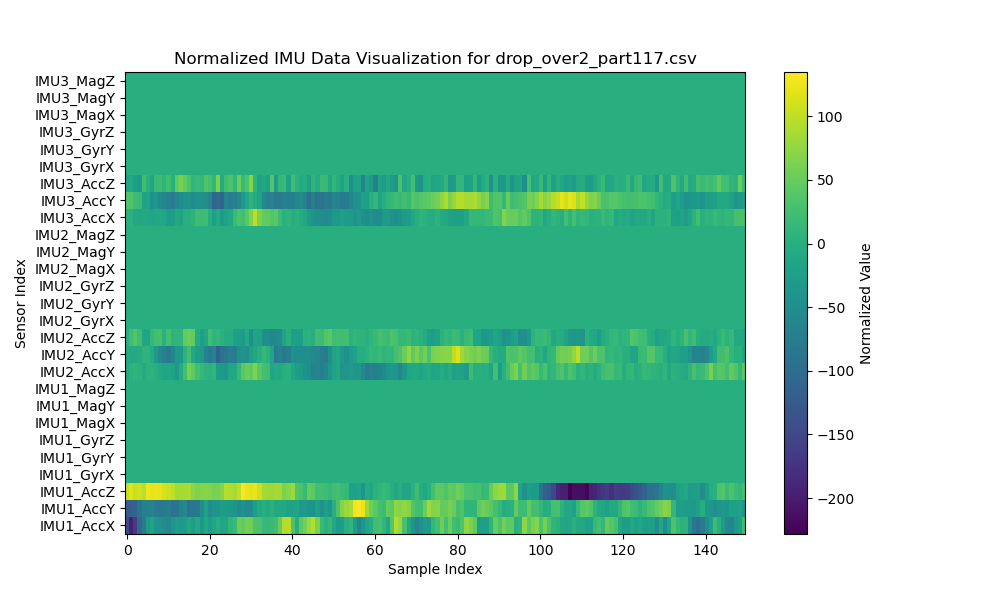 Normalized IMU Data Visualization for drop_over2_part117.csv
IMU3_MagZ
IMU3_MagY
IMU3_MagX
IMU3_GyrZ
IMU3_GyrY
IMU3_GyrX
IMU3_AccZ
IMU3_AccY
IMU3_AccX
IMU2_MagZ
IMU2_MagY
IMU2_MagX
IMU2_GyrZ
IMU2_GyrY
IMU2_GyrX
IMU2_AccZ
IMU2_AccY
IMU2_AccX
IMU1_MagZ
IMU1_MagY
IMU1_MagX
IMU1_GyrZ
IMU1_GyrY
IMU1_GyrX
IMU1_AccZ
IMU1_AccY
IMU1_AccX
Sensor Index
0 20 40 60 80 100 120 140
Sample Index
100
50
0
−50
−100
−150
−200
Normalized Value